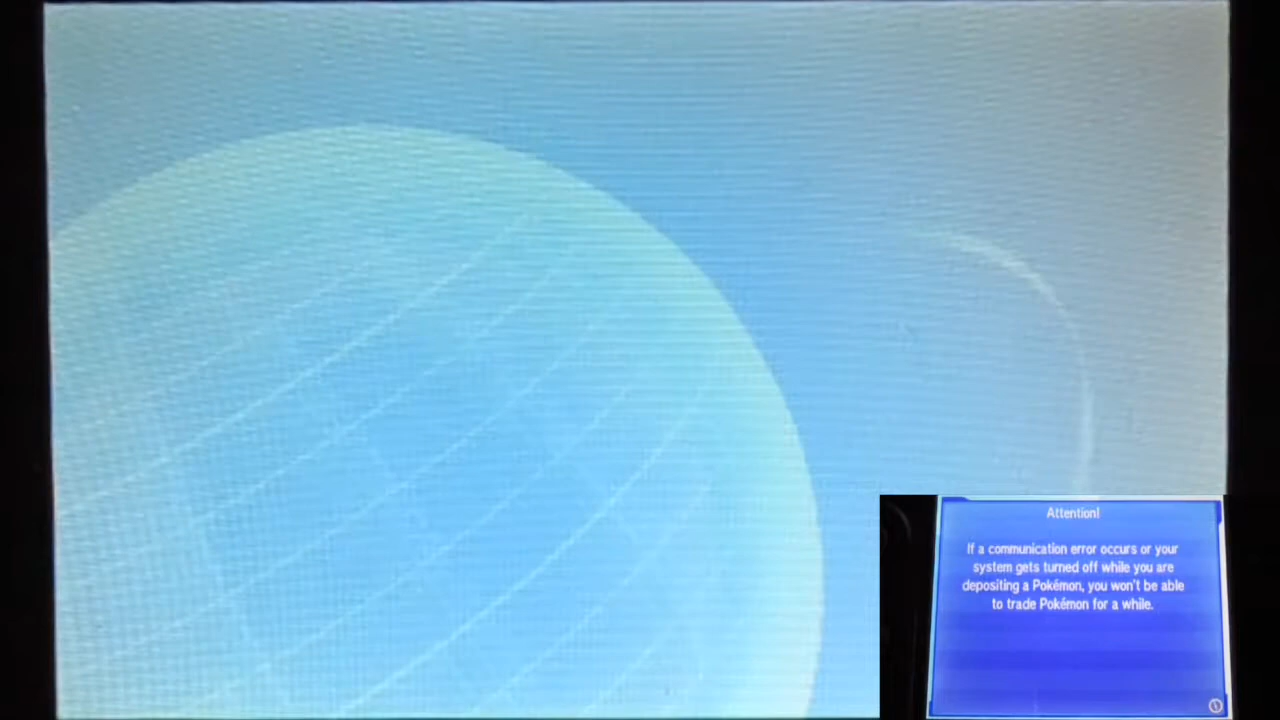 Attention!
If a communication error occurs or your
system gets turned off while you are
depositing a Pokémon, you won't be able
to trade Pokémon for a while.